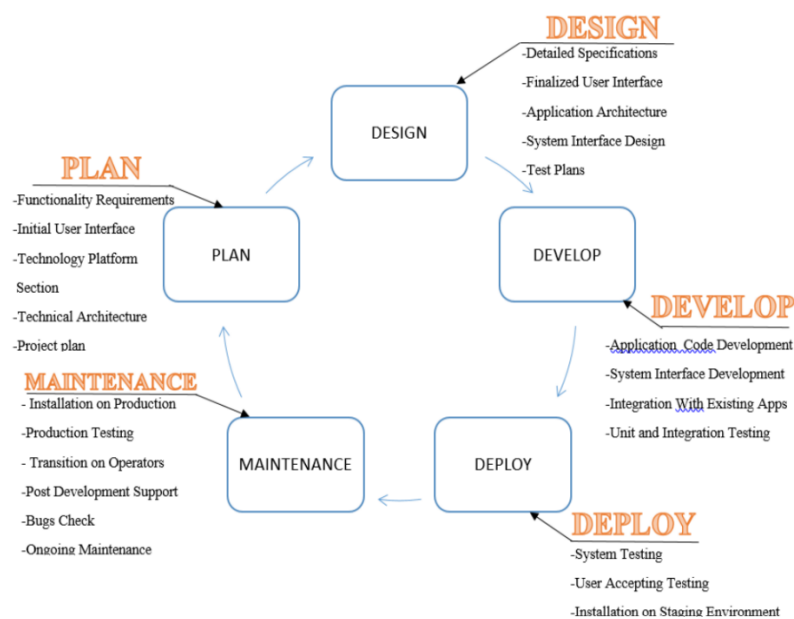 DESIGN
-Detailed Specifications
-Finalized User Interface
-Application Architecture
-System Interface Design
-Test Plans
DESIGN
PLAN
-Functionality Requirements
-Initial User Interface
-Technology Platform
Section
-Technical Architecture
-Project plan
PLAN
DEVELOP
DEVELOP
-Application Code Development
-System Interface Development
-Integration With Existing Apps
-Unit and Integration Testing
MAINTENANCE
- Installation on Production
-Production Testing
- Transition on Operators
-Post Development Support
-Bugs Check
-Ongoing Maintenance
MAINTENANCE
DEPLOY
DEPLOY
-System Testing
-User Accepting Testing
-Installation on Staging Environment